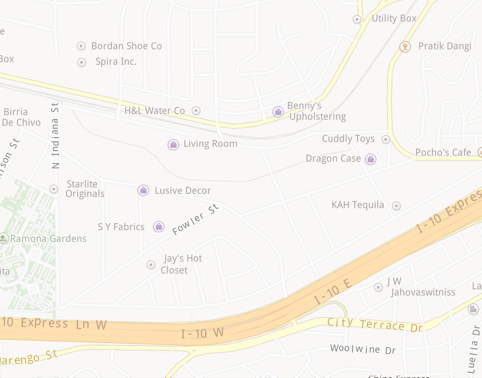 Utility Box
Bordan Shoe Co
Pratik Dangi
Spira Inc.
Box
Benny's
Upholstering
H&L Water Co
Birria
De Chivo
N Indiana St
Cuddly Toys
Living Room
Pocho's Cafe
Dragon Case
Starlite
Originals
Lusive Decor
KAH Tequila
Fowler St
I-10 ExPress
S Y Fabrics
Ramona Gardens
Jay's Hot
Closet
J W
Jahovaswitniss
I-10 E
10 ExPress Ln W
I-10 W
City Terrace Dr
Luella Dr
Woolwine Dr
arengo St